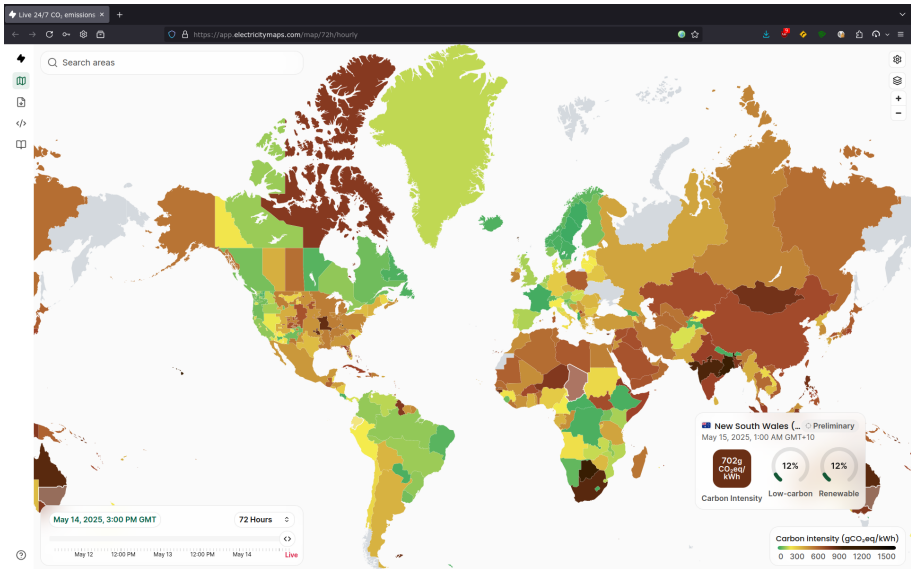 Live 24/7 CO₂ emissions
https://app.electricitymaps.com/map/72h/hourly
Search areas
New South Wales (... Preliminary
May 15, 2025, 1:00 AM GMT+10
702g
CO₂eq/
kWh
12%
12%
Carbon Intensity
Low-carbon
Renewable
May 14, 2025, 3:00 PM GMT
72 Hours
May 12
12:00 PM
May 13
12:00 PM
May 14
Live
Carbon intensity (gCO₂eq/kWh)
0 300 600 900 1200 1500